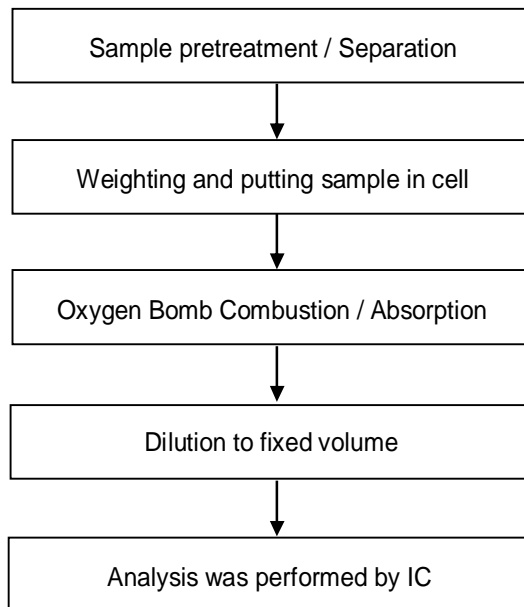 Sample pretreatment / Separation
Weighting and putting sample in cell
Oxygen Bomb Combustion / Absorption
Dilution to fixed volume
Analysis was performed by IC